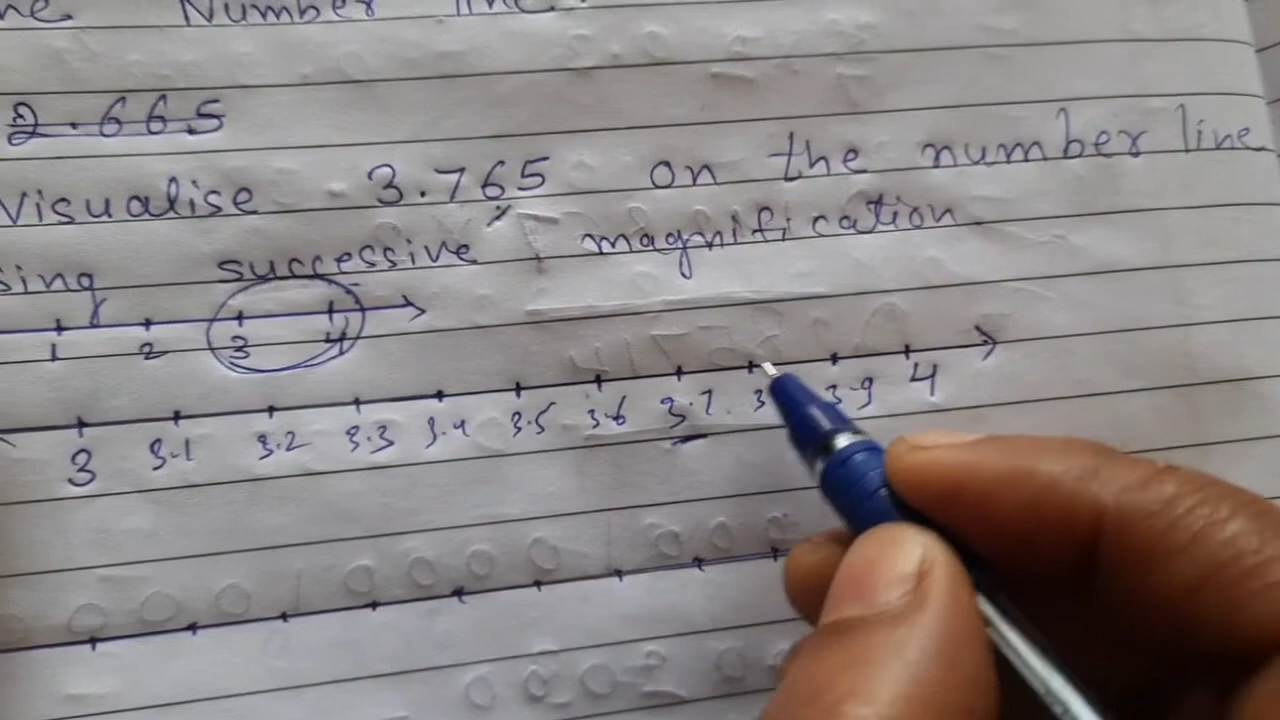 Number line
2.665
Visualise 3.765 on the number line
successive magnification
1 2 3 4
3 3.1 3.2 3.3 3.4 3.5 3.6 3.7 3.9 4